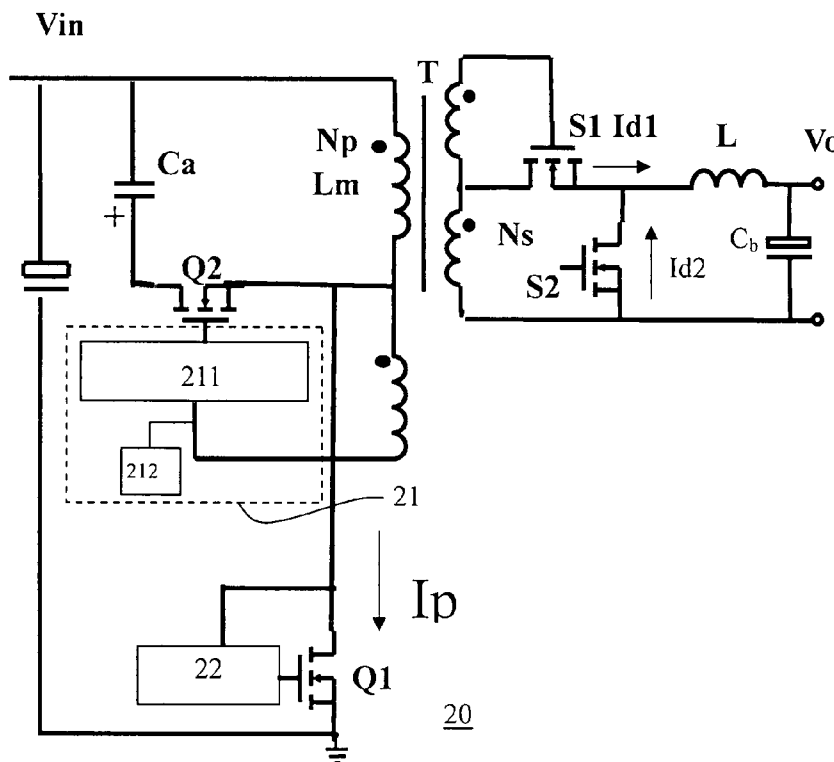 Vin
T
S1 Id1
L
Vo
Np
Lm
Ca
+
Q2
Ns
S2
Id2
Cb
211
212
21
Ip
22
Q1
20